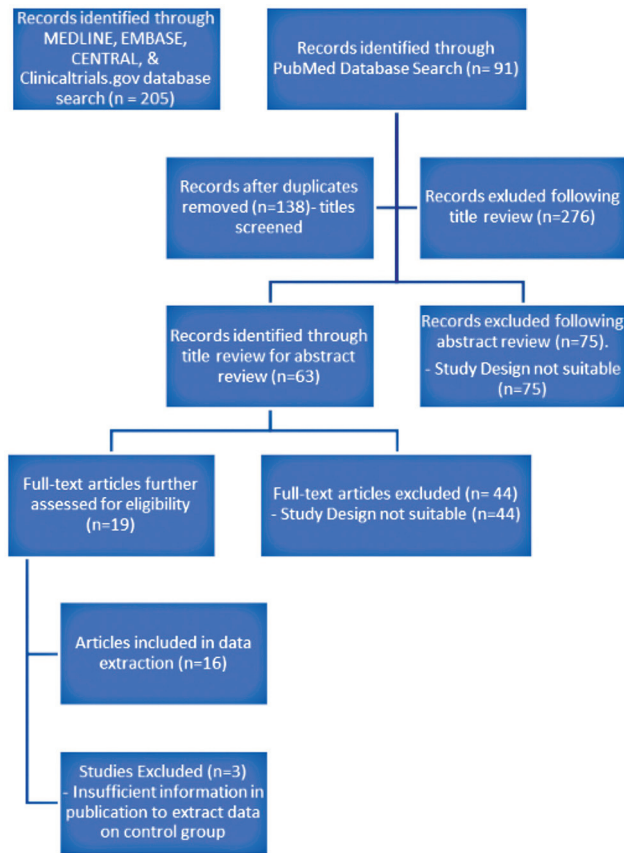 Records identified through
MEDLINE, EMBASE,
CENTRAL, &
Clinicaltrials.gov database
search (n = 205)
Records identified through
PubMed Database Search (n= 91)
Records after duplicates
removed (n=138)- titles
screened
Records exluded following
title review (n=276)
Records identified through
title review for abstract
review (n=63)
Records excluded following
abstract review (n=75).
- Study Design not suitable
(n=75)
Full-text articles further
assessed for eligibility
(n=19)
Full-text articles excluded (n= 44)
- Study Design not suitable (n=44)
Articles included in data
extraction (n=16)
Studies Excluded (n=3)
- Insufficient information in
publication to extract data
on control group